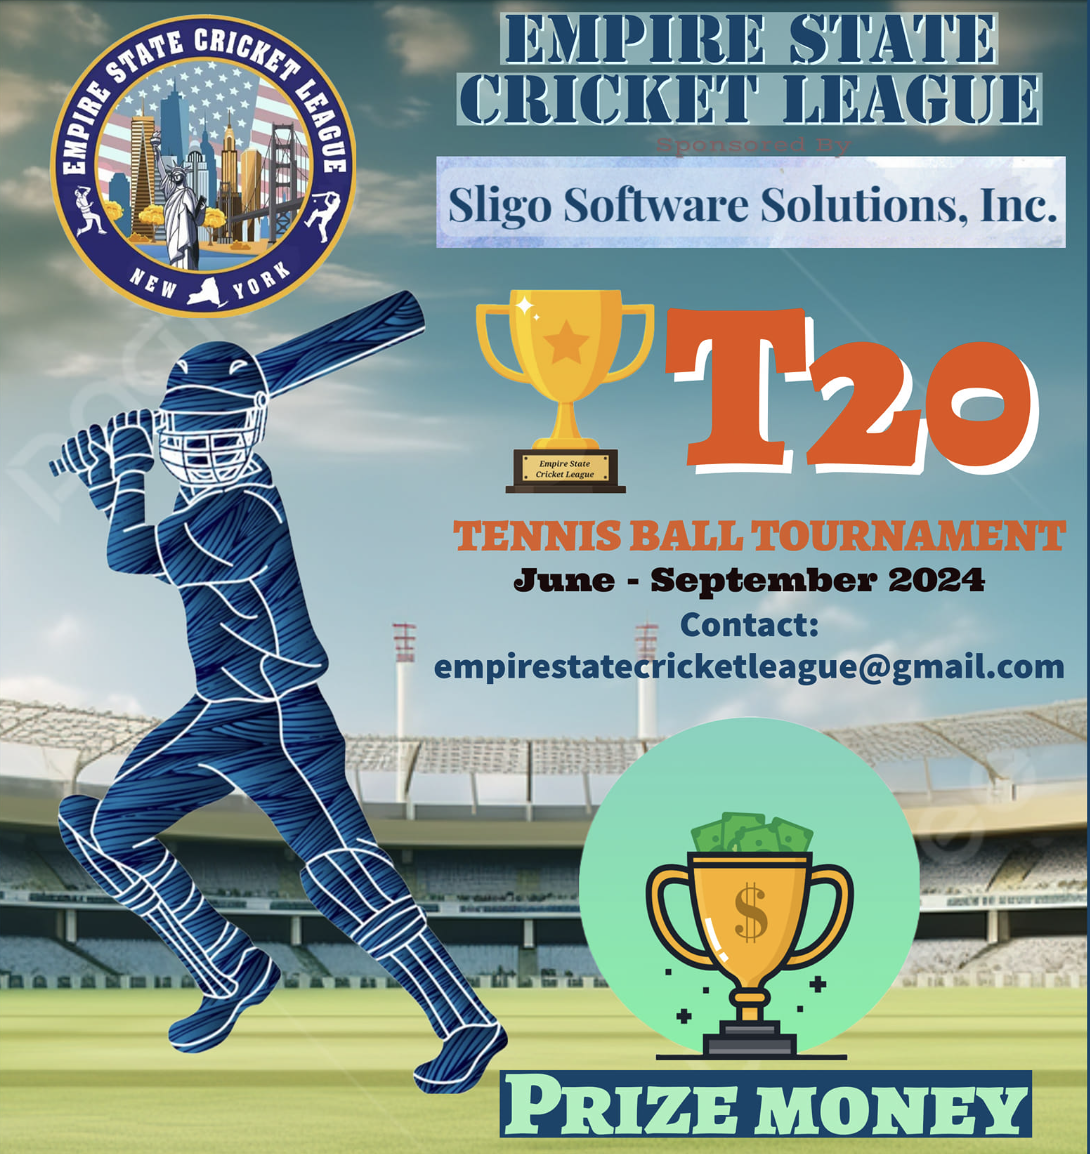 EMPIRE STATE CRICKET LEAGUE
NEW YORK
EMPIRE STATE
CRICKET LEAGUE
Sponsored By
Sligo Software Solutions, Inc.
T20
Empire State
Cricket League
TENNIS BALL TOURNAMENT
June - September 2024
Contact:
empirestatecricketleague@gmail.com
$
PRIZE MONEY